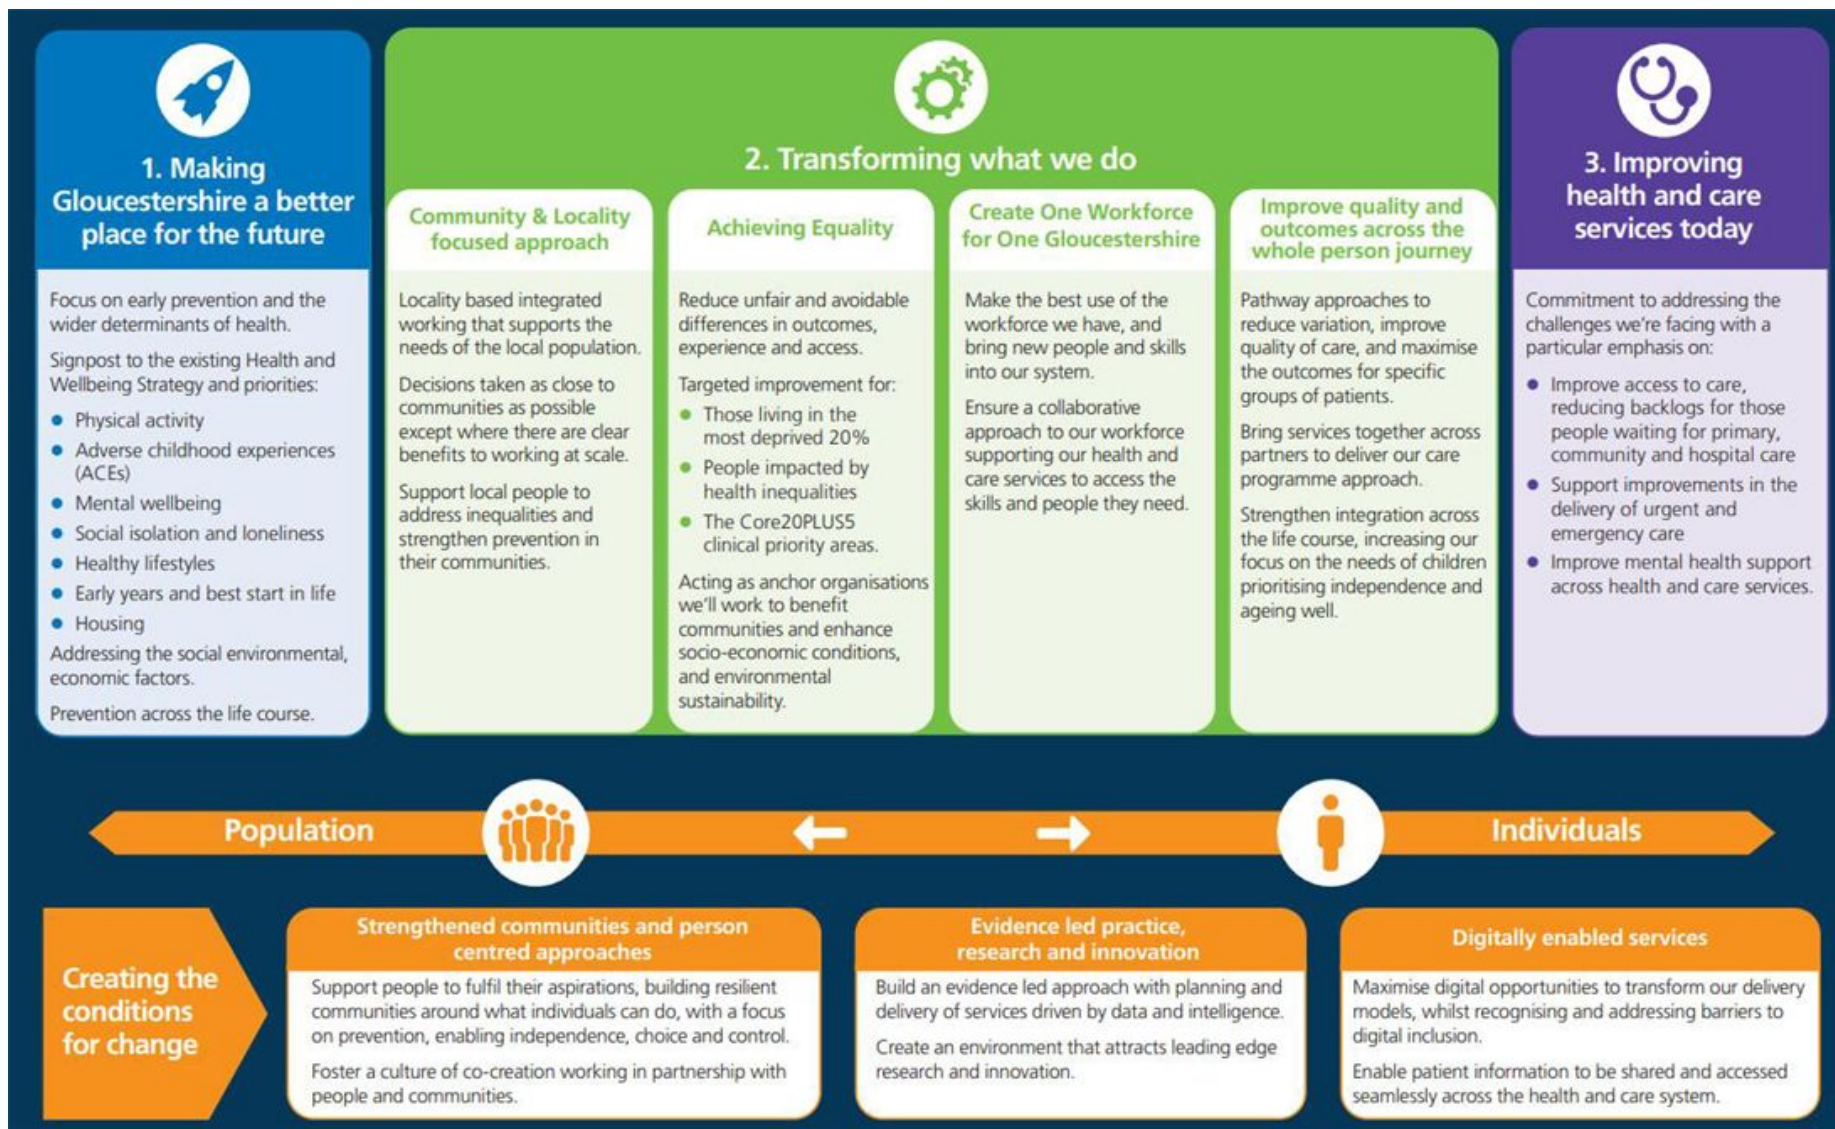 1. Making
Gloucestershire a better
place for the future
Focus on early prevention and the
wider determinants of health.
Signpost to the existing Health and
Wellbeing Strategy and priorities:
Physical activity
Adverse childhood experiences
(ACEs)
Mental wellbeing
Social isolation and loneliness
Healthy lifestyles
Early years and best start in life
Housing
Addressing the social environmental,
economic factors.
Prevention across the life course.
2. Transforming what we do
Community & Locality
focused approach
Locality based integrated
working that supports the
needs of the local population.
Decisions taken as close to
communities as possible
except where there are clear
benefits to working at scale.
Support local people to
address inequalities and
strengthen prevention in
their communities.
Achieving Equality
Reduce unfair and avoidable
differences in outcomes,
experience and access.
Targeted improvement for:
Those living in the
most deprived 20%
People impacted by
health inequalities
The Core20PLUS5
clinical priority areas.
Acting as anchor organisations
we'll work to benefit
communities and enhance
socio-economic conditions,
and environmental
sustainability.
Create One Workforce
for One Gloucestershire
Make the best use of the
workforce we have, and
bring new people and skills
into our system.
Ensure a collaborative
approach to our workforce
supporting our health and
care services to access the
skills and people they need.
Improve quality and
outcomes across the
whole person journey
Pathway approaches to
reduce variation, improve
quality of care, and maximise
the outcomes for specific
groups of patients.
Bring services together across
partners to deliver our care
programme approach.
Strengthen integration across
the life course, increasing our
focus on the needs of children
prioritising independence and
ageing well.
3. Improving
health and care
services today
Commitment to addressing the
challenges we're facing with a
particular emphasis on:
Improve access to care,
reducing backlogs for those
people waiting for primary,
community and hospital care
Support improvements in the
delivery of urgent and
emergency care
Improve mental health support
across health and care services.
Population
Individuals
Creating the
conditions
for change
Strengthened communities and person
centred approaches
Support people to fulfil their aspirations, building resilient
communities around what individuals can do, with a focus
on prevention, enabling independence, choice and control.
Foster a culture of co-creation working in partnership with
people and communities.
Evidence led practice,
research and innovation
Build an evidence led approach with planning and
delivery of services driven by data and intelligence.
Create an environment that attracts leading edge
research and innovation.
Digitally enabled services
Maximise digital opportunities to transform our delivery
models, whilst recognising and addressing barriers to
digital inclusion.
Enable patient information to be shared and accessed
seamlessly across the health and care system.